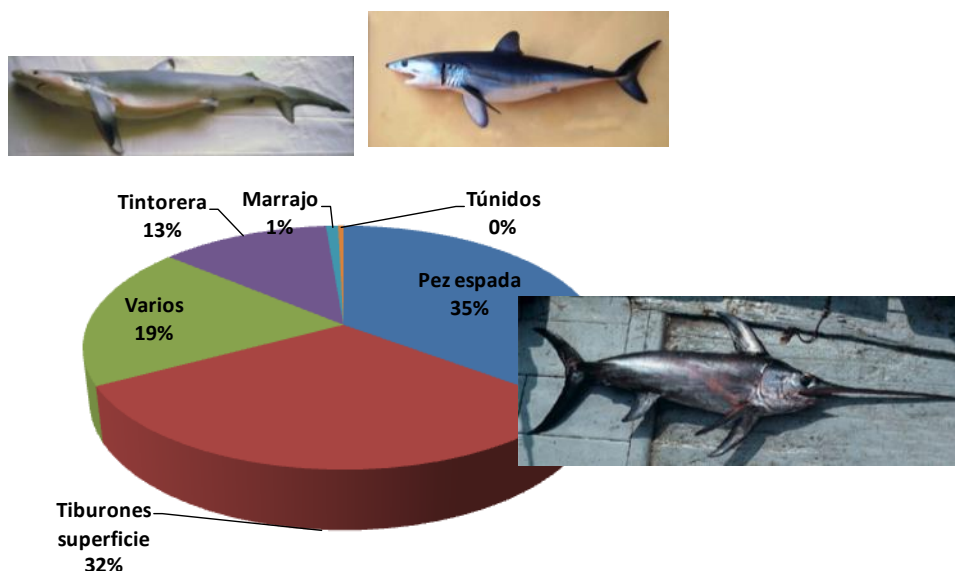 Tintorera
13%
Marrajo
1%
Túnidos
0%
Varios
19%
Pez espada
35%
Tiburones
superficie
32%